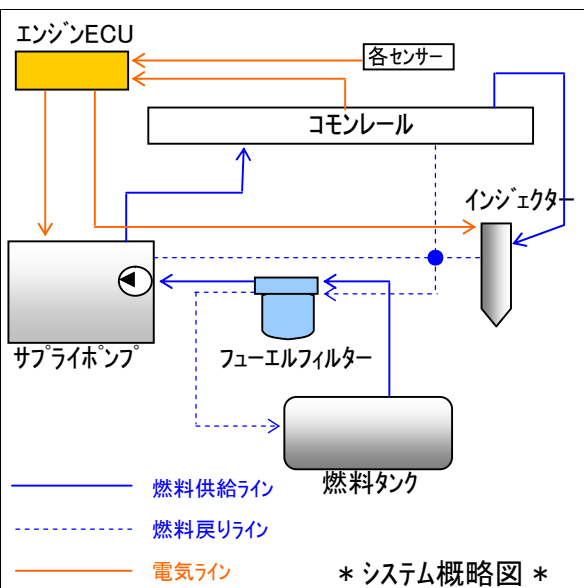 エンジンECU
各センサー
コモンレール
インジェクター
サプライポンプ
フューエルフィルター
燃料タンク
燃料供給ライン
燃料戻りライン
電気ライン
＊システム概略図＊